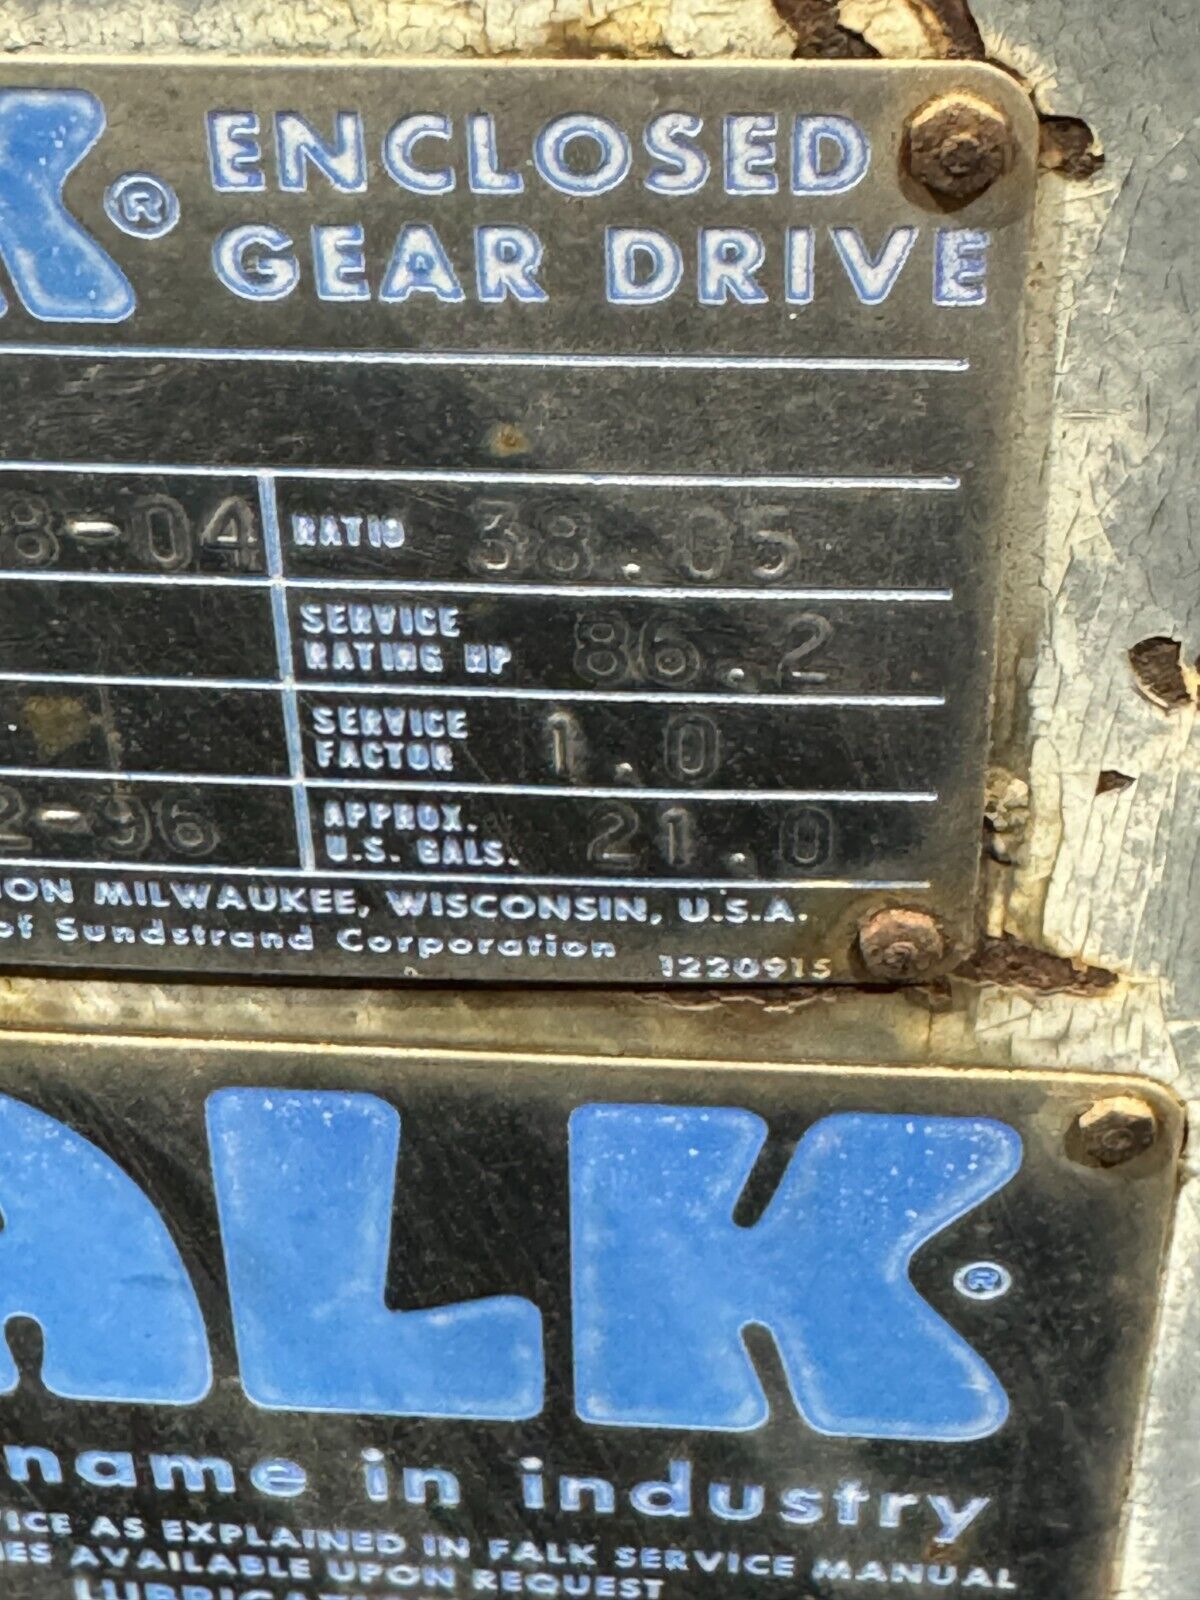 K® ENCLOSED
GEAR DRIVE
8-04 RATIO 38.05
SERVICE
RATING HP 86.2
SERVICE
FACTOR 1.0
2-96 APPROX.
U.S. GALS. 21.0
ION MILWAUKEE, WISCONSIN, U.S.A.
of Sundstrand Corporation 1220915
ALK®
name in industry
ICE AS EXPLAINED IN FALK SERVICE MANUAL
ES AVAILABLE UPON REQUEST